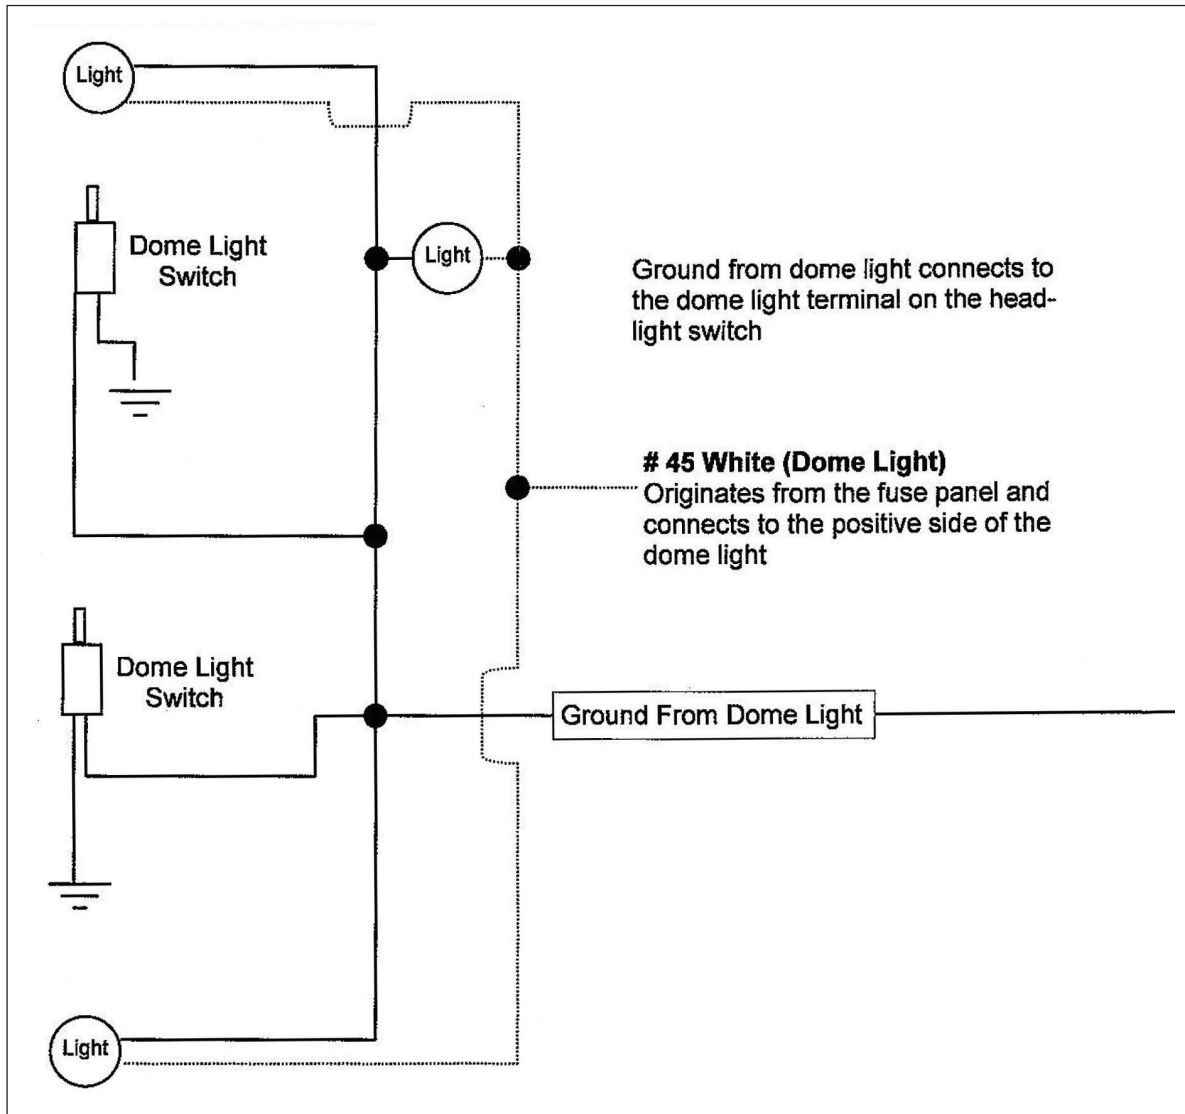 Light
Dome Light
Switch
Light
Ground from dome light connects to
the dome light terminal on the head-
light switch
# 45 White (Dome Light)
Originates from the fuse panel and
connects to the positive side of the
dome light
Dome Light
Switch
Ground From Dome Light
Light